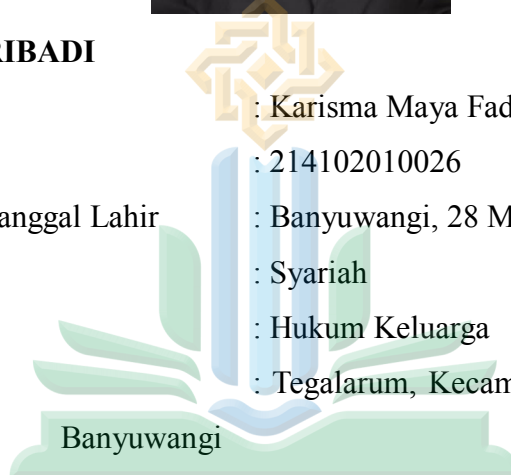 RIBADI
: Karisma Maya Fad
: 214102010026
anggal Lahir : Banyuwangi, 28 M
: Syariah
: Hukum Keluarga
: Tegalarum, Kecam
Banyuwangi